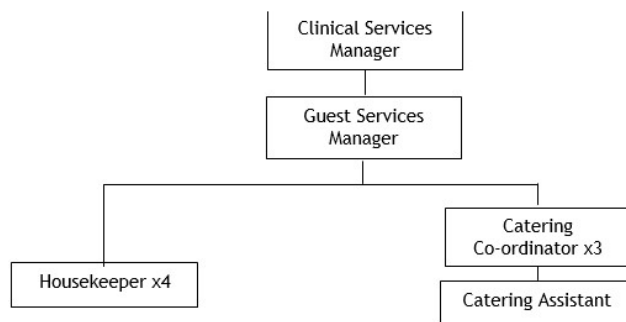 Clinical Services
Manager
Guest Services
Manager
Catering
Co-ordinator x3
Housekeeper x4
Catering Assistant